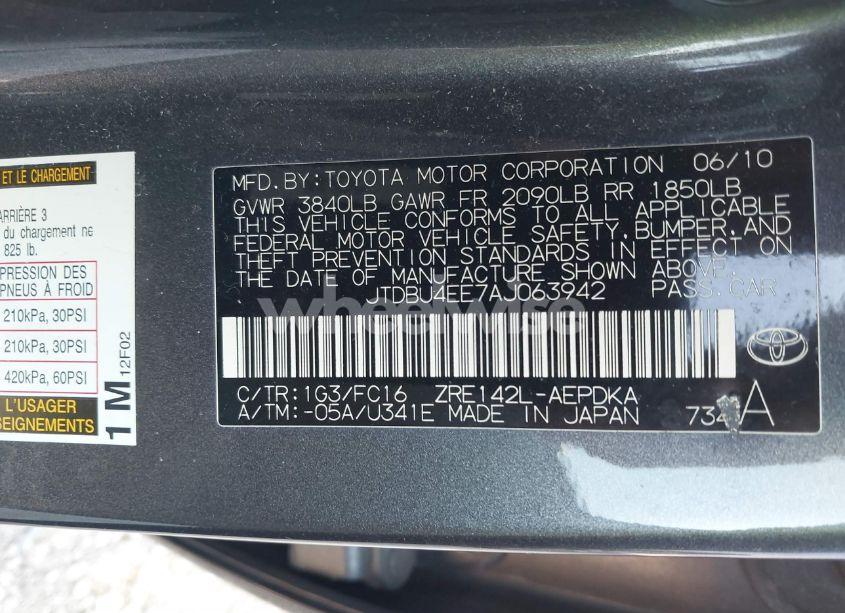 ET LE CHARGEMENT
ARRIÈRE 3
du chargement ne
825 lb.
PRESSION DES
PNEUS À FROID
210kPa, 30PSI
210kPa, 30PSI
420kPa, 60PSI
L'USAGER
SEIGNEMENTS
1M 12F02
MFD.BY:TOYOTA MOTOR CORPORATION 06/10
GVWR 3840LB GAWR FR 2090LB RR 1850LB
THIS VEHICLE CONFORMS TO ALL APPLICABLE
FEDERAL MOTOR VEHICLE SAFETY,BUMPER,AND
THEFT PREVENTION STANDARDS IN EFFECT ON
THE DATE OF MANUFACTURE SHOWN ABOVE.
JTDBU4EE7AJ063942 PASS.CAR
wheelwise
C/TR:1G3/FC16 ZRE142L-AEPDKA
A/TM:-05A/U341E MADE IN JAPAN 734 A